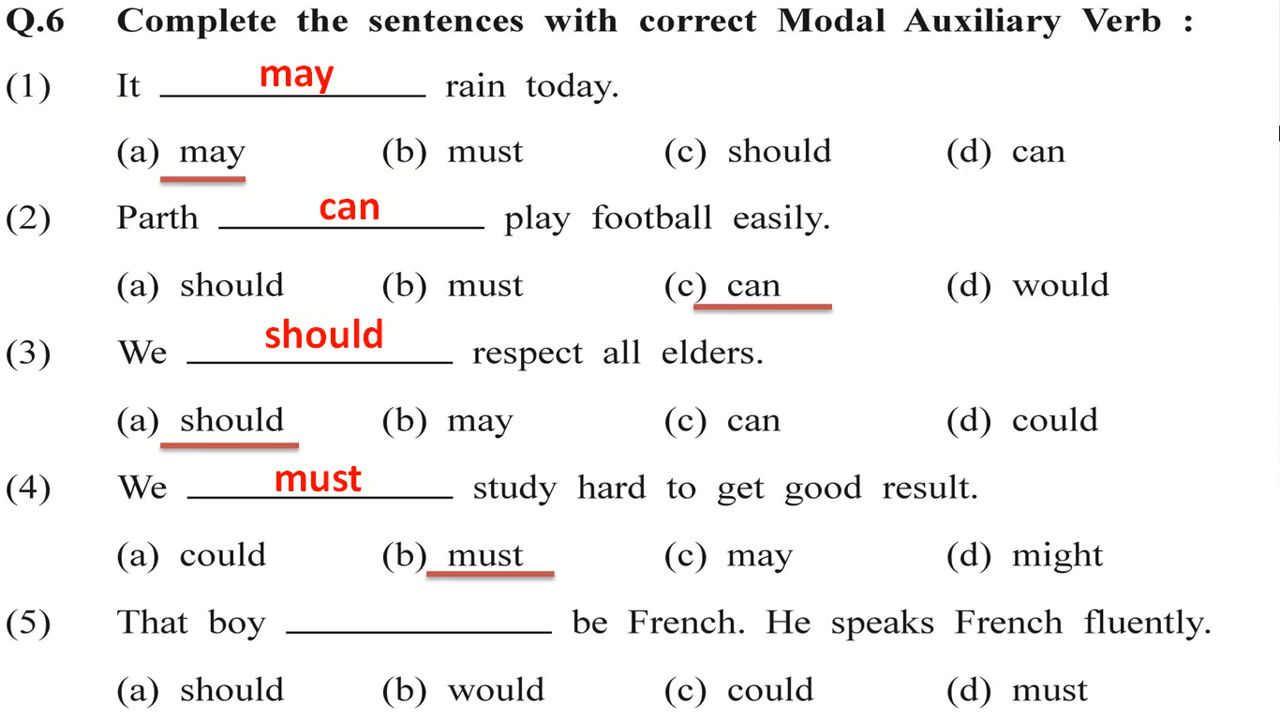 Q.6 Complete the sentences with correct Modal Auxiliary Verb :
(1) It may rain today.
(a) may (b) must (c) should (d) can
(2) Parth can play football easily.
(a) should (b) must (c) can (d) would
(3) We should respect all elders.
(a) should (b) may (c) can (d) could
(4) We must study hard to get good result.
(a) could (b) must (c) may (d) might
(5) That boy ____________ be French. He speaks French fluently.
(a) should (b) would (c) could (d) must